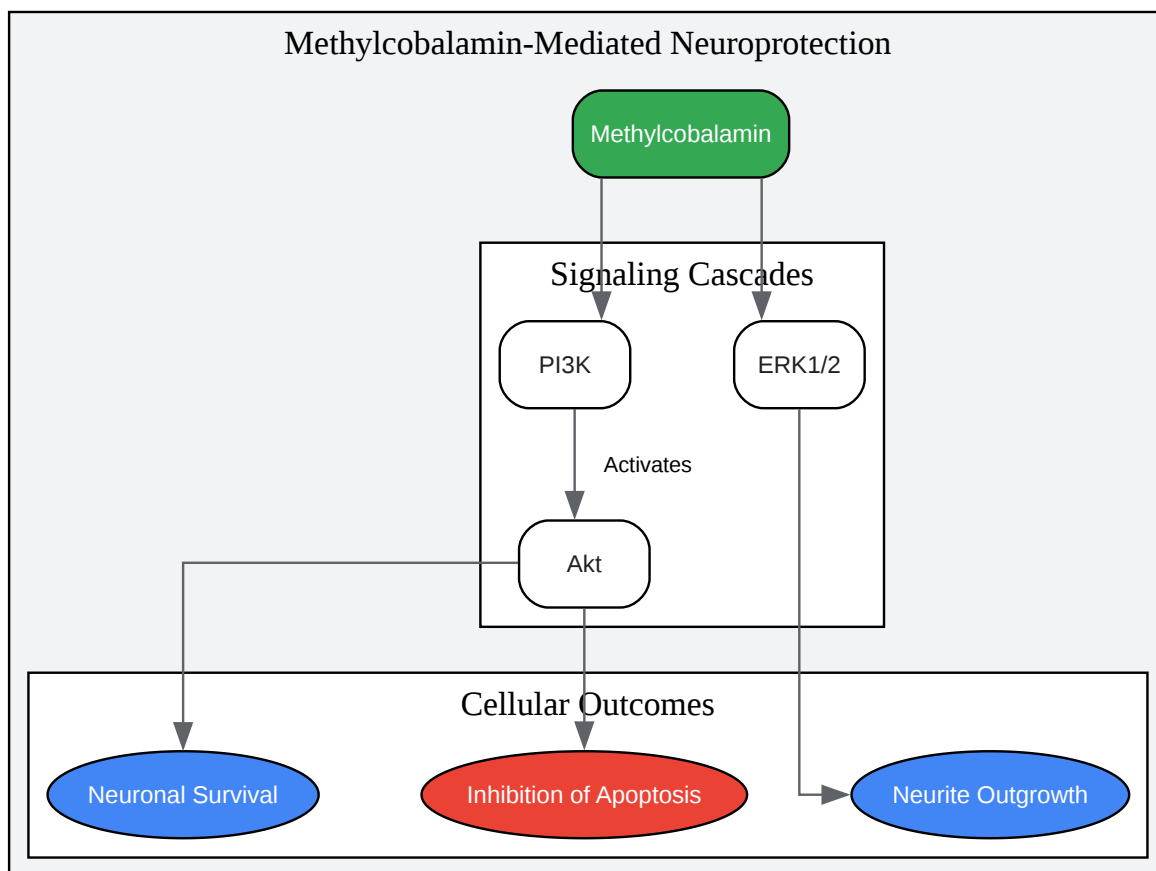 Methylcobalamin-Mediated Neuroprotection
Methylcobalamin
Signaling Cascades
PI3K
ERK1/2
Activates
Akt
Cellular Outcomes
Neuronal Survival
Inhibition of Apoptosis
Neurite Outgrowth